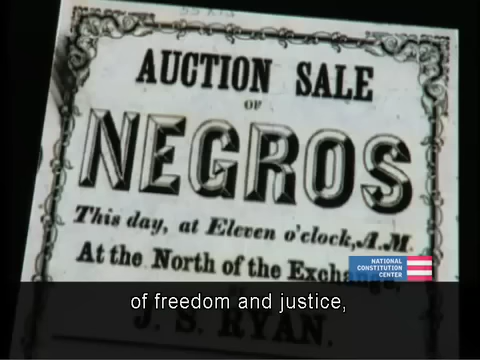 AUCTION SALE
OF
NEGROS
This day, at Eleven o'clock, A.M.
At the North of the Exchange,
NATIONAL
CONSTITUTION
CENTER
of freedom and justice,
J. S. RYAN.